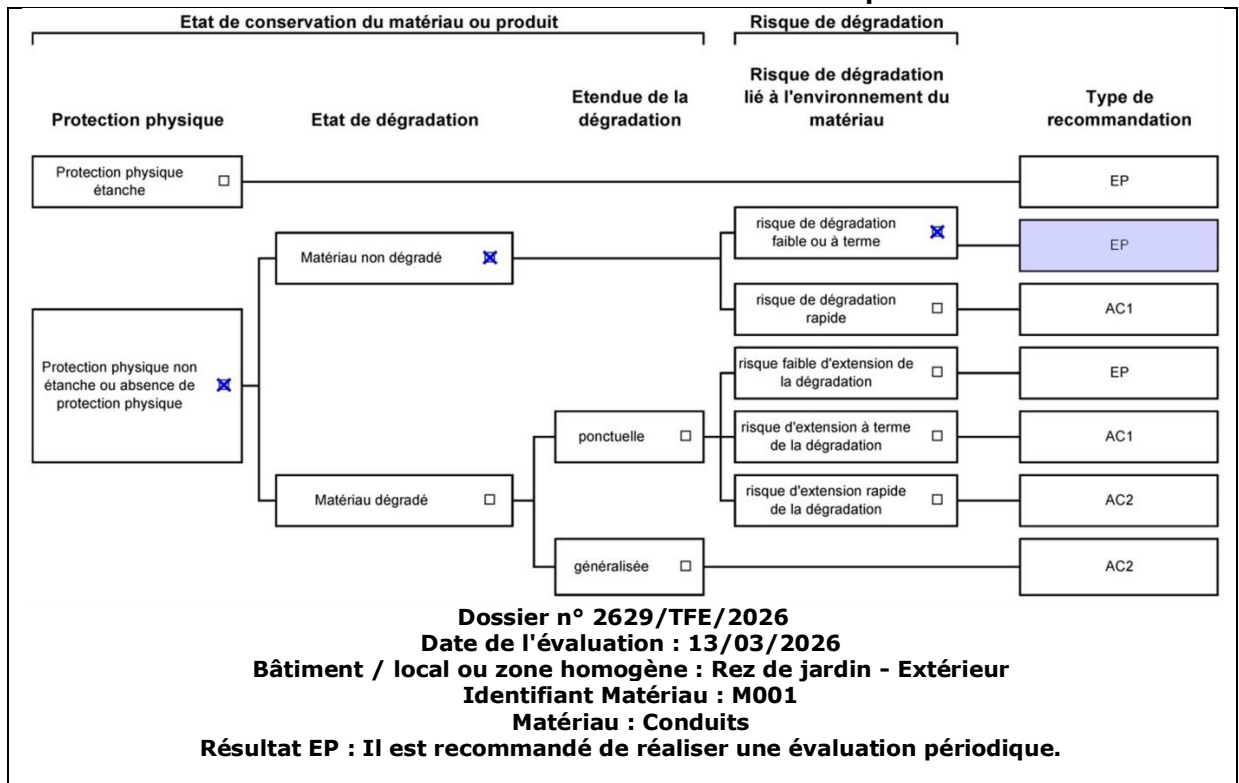 Etat de conservation du matériau ou produit
Risque de dégradation
Protection physique
Etat de dégradation
Etendue de la
dégradation
Risque de dégradation
lié à l'environnement du
matériau
Type de
recommandation
Protection physique
étanche
EP
risque de dégradation
faible ou à terme
EP
Matériau non dégradé
risque de dégradation
rapide
AC1
Protection physique non
étanche ou absence de
protection physique
risque faible d'extension de
la dégradation
EP
ponctuelle
risque d'extension à terme
de la dégradation
AC1
Matériau dégradé
risque d'extension rapide
de la dégradation
AC2
généralisée
AC2
Dossier n° 2629/TFE/2026
Date de l'évaluation : 13/03/2026
Bâtiment / local ou zone homogène : Rez de jardin - Extérieur
Identifiant Matériau : M001
Matériau : Conduits
Résultat EP : Il est recommandé de réaliser une évaluation périodique.